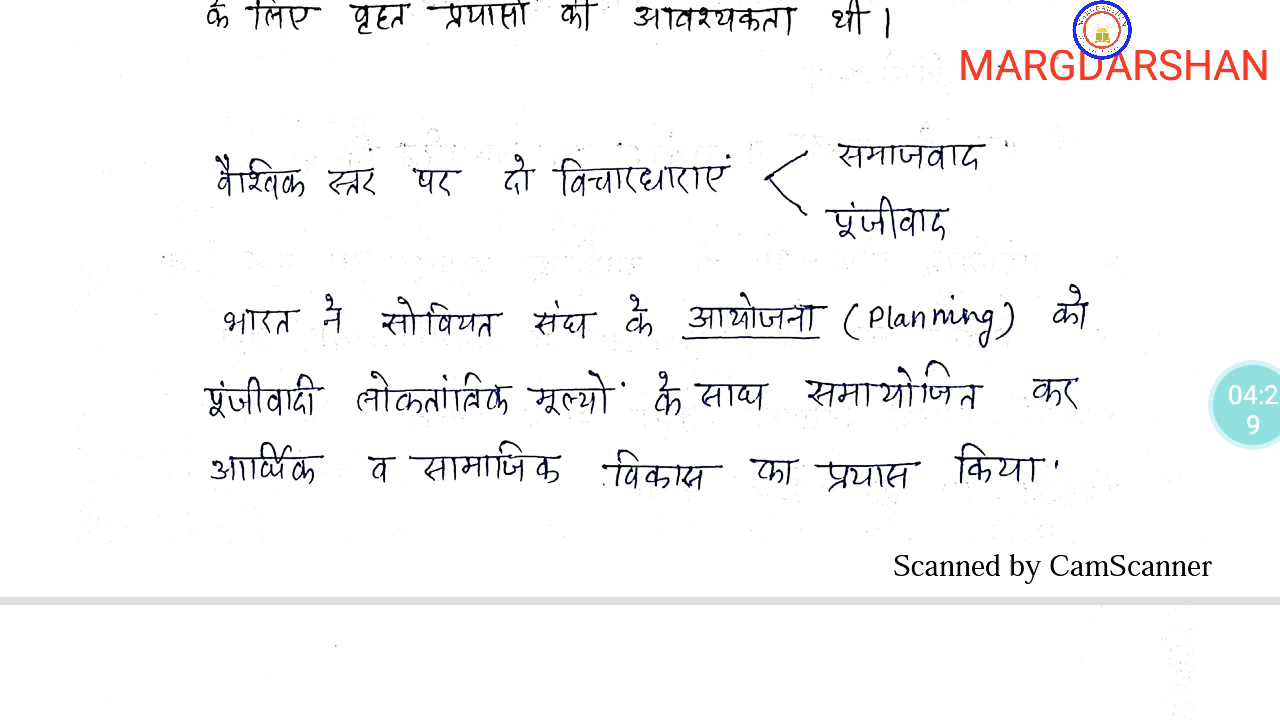 के लिए वृहत प्रयासों की आवश्यकता थी।
MARGDARSHAN
वैश्विक स्तर पर दो विचारधाराएं
समाजवाद
पूंजीवाद
भारत ने सोवियत संघ के आयोजना (Planning) को
पूंजीवादी लोकतांत्रिक मूल्यों के साथ समायोजित कर
आर्थिक व सामाजिक विकास का प्रयास किया.
04:2
9
Scanned by CamScanner